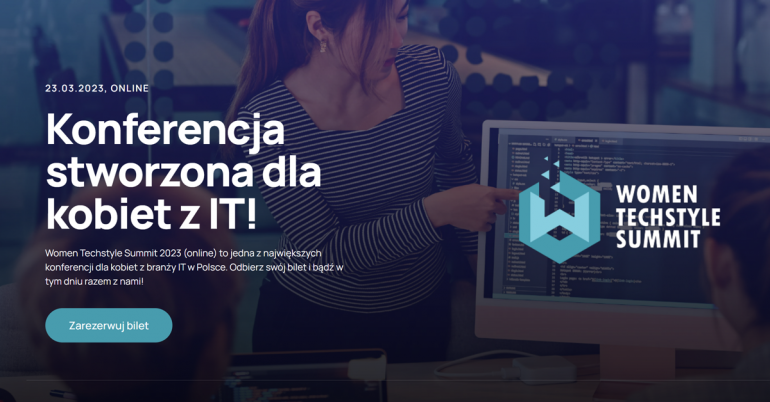 23.03.2023, ONLINE
Konferencja
stworzona dla
kobiet z IT!
Women Techstyle Summit 2023 (online) to jedna z największych
konferencji dla kobiet z branży IT w Polsce. Odbierz swój bilet i bądź w
tym dniu razem z nami!
Zarezerwuj bilet
WOMEN
TECHSTYLE
SUMMIT